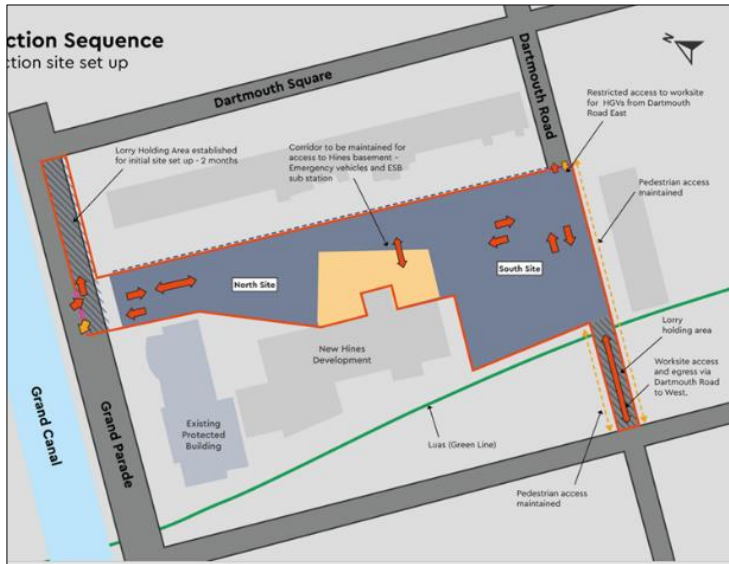 ction Sequence
ction site set up
Dartmouth Square
Dartmouth Road
N
Restricted access to worksite
for HGVs from Dartmouth
Road East
Lorry Holding Area established
for initial site set up - 2 months
Corridor to be maintained for
access to Hines basement -
Emergency vehicles and ESB
sub station
Pedestrian access
maintained
North Site
South Site
New Hines
Development
Lorry
holding area
Worksite access
and egress via
Dartmouth Road
to West.
Existing
Protected
Building
Grand Canal
Grand Parade
Luas (Green Line)
Pedestrian access
maintained